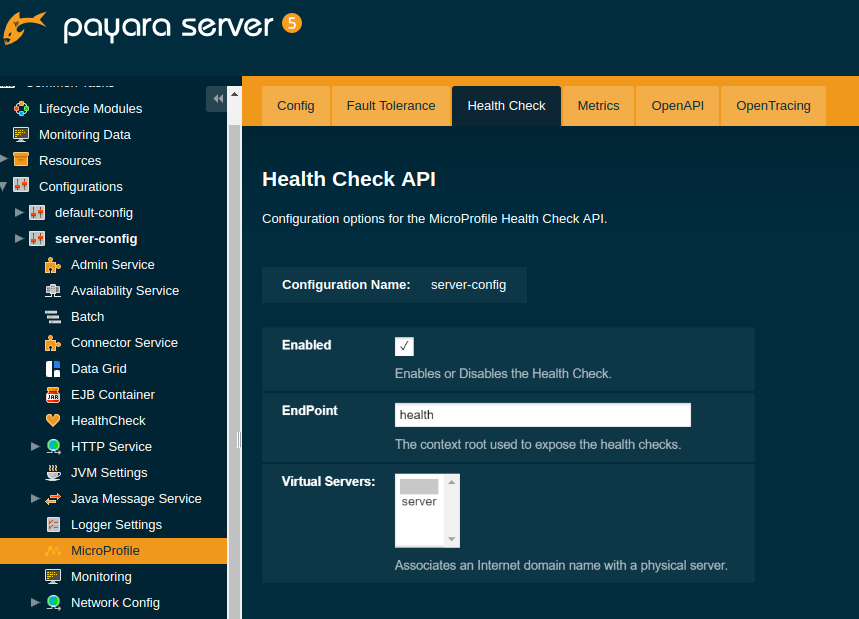 payara server 5
Lifecycle Modules
Monitoring Data
Resources
Configurations
default-config
server-config
Admin Service
Availability Service
Batch
Connector Service
Data Grid
EJB Container
HealthCheck
HTTP Service
JVM Settings
Java Message Service
Logger Settings
MicroProfile
Monitoring
Network Config
Config Fault Tolerance Health Check Metrics OpenAPI OpenTracing
Health Check API
Configuration options for the MicroProfile Health Check API.
Configuration Name: server-config
Enabled
Enables or Disables the Health Check.
EndPoint health
The context root used to expose the health checks.
Virtual Servers:
server
Associates an Internet domain name with a physical server.